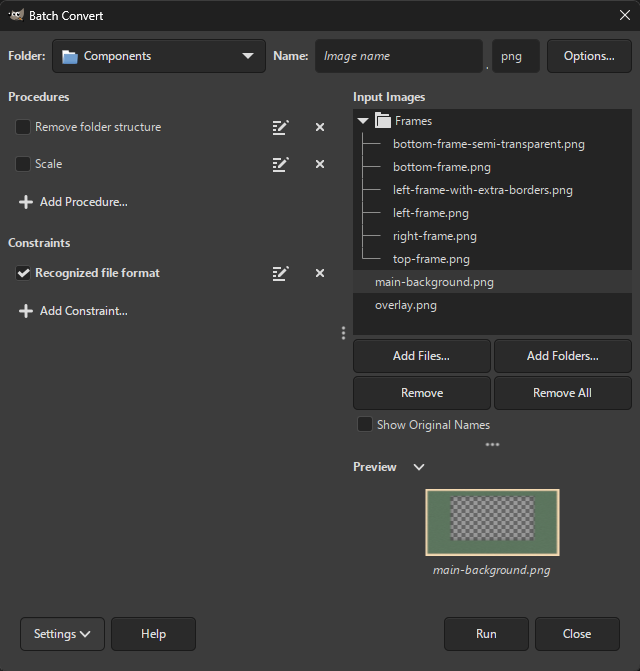 Batch Convert
Folder: Components Name: Image name . png Options...
Procedures
Remove folder structure
Scale
Add Procedure...
Constraints
Recognized file format
Add Constraint...
Input Images
Frames
bottom-frame-semi-transparent.png
bottom-frame.png
left-frame-with-extra-borders.png
left-frame.png
right-frame.png
top-frame.png
main-background.png
overlay.png
Add Files... Add Folders...
Remove Remove All
Show Original Names
Preview
main-background.png
Settings Help Run Close